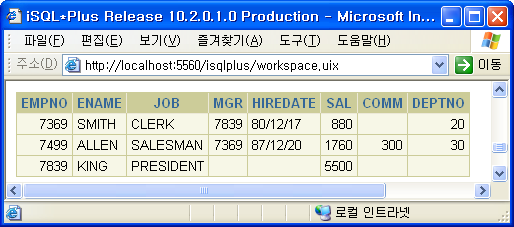 iSQL*Plus Release 10.2.0.1.0 Production - Microsoft In...
파일(F) 편집(E) 보기(V) 즐겨찾기(A) 도구(T) 도움말(H)
주소(D) http://localhost:5560/isqlplus/workspace.uix 이동
EMPNO ENAME JOB MGR HIREDATE SAL COMM DEPTNO
7369 SMITH CLERK 7839 80/12/17 880 20
7499 ALLEN SALESMAN 7369 87/12/20 1760 300 30
7839 KING PRESIDENT 5500
로컬 인트라넷